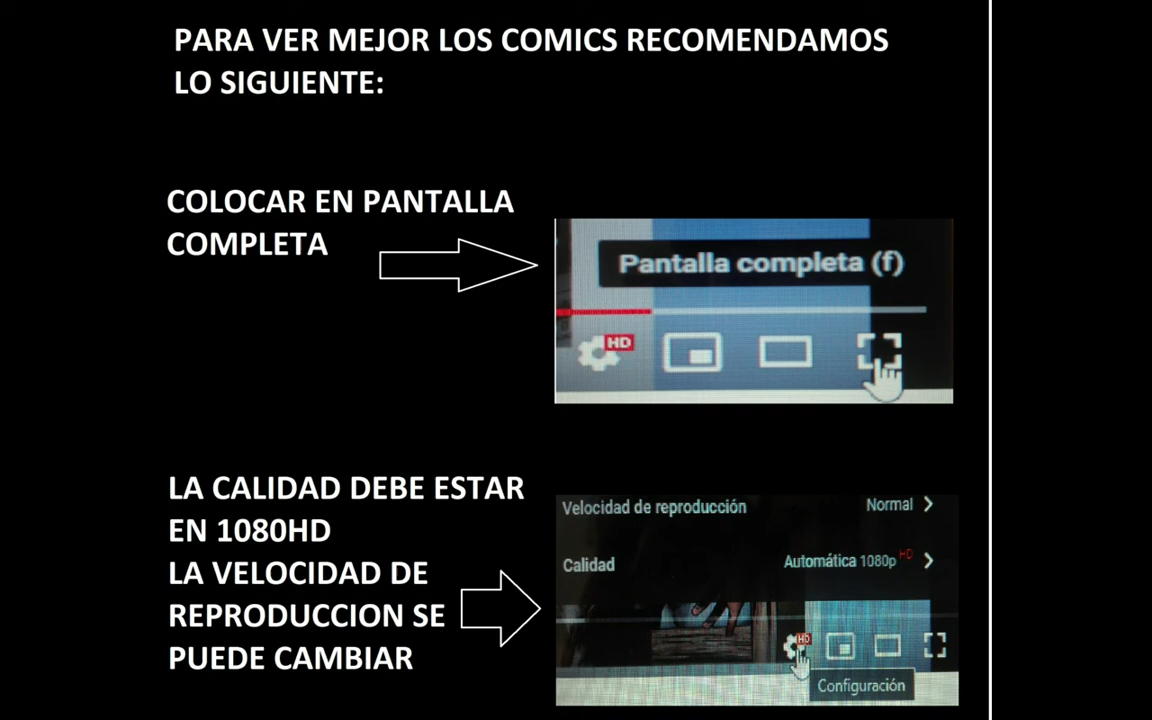 PARA VER MEJOR LOS COMICS RECOMENDAMOS
LO SIGUIENTE:
COLOCAR EN PANTALLA
COMPLETA
Pantalla completa (f)
HD
LA CALIDAD DEBE ESTAR
EN 1080HD
LA VELOCIDAD DE
REPRODUCCION SE
PUEDE CAMBIAR
Velocidad de reproducción Normal
Calidad Automática 1080p HD
HD
Configuración